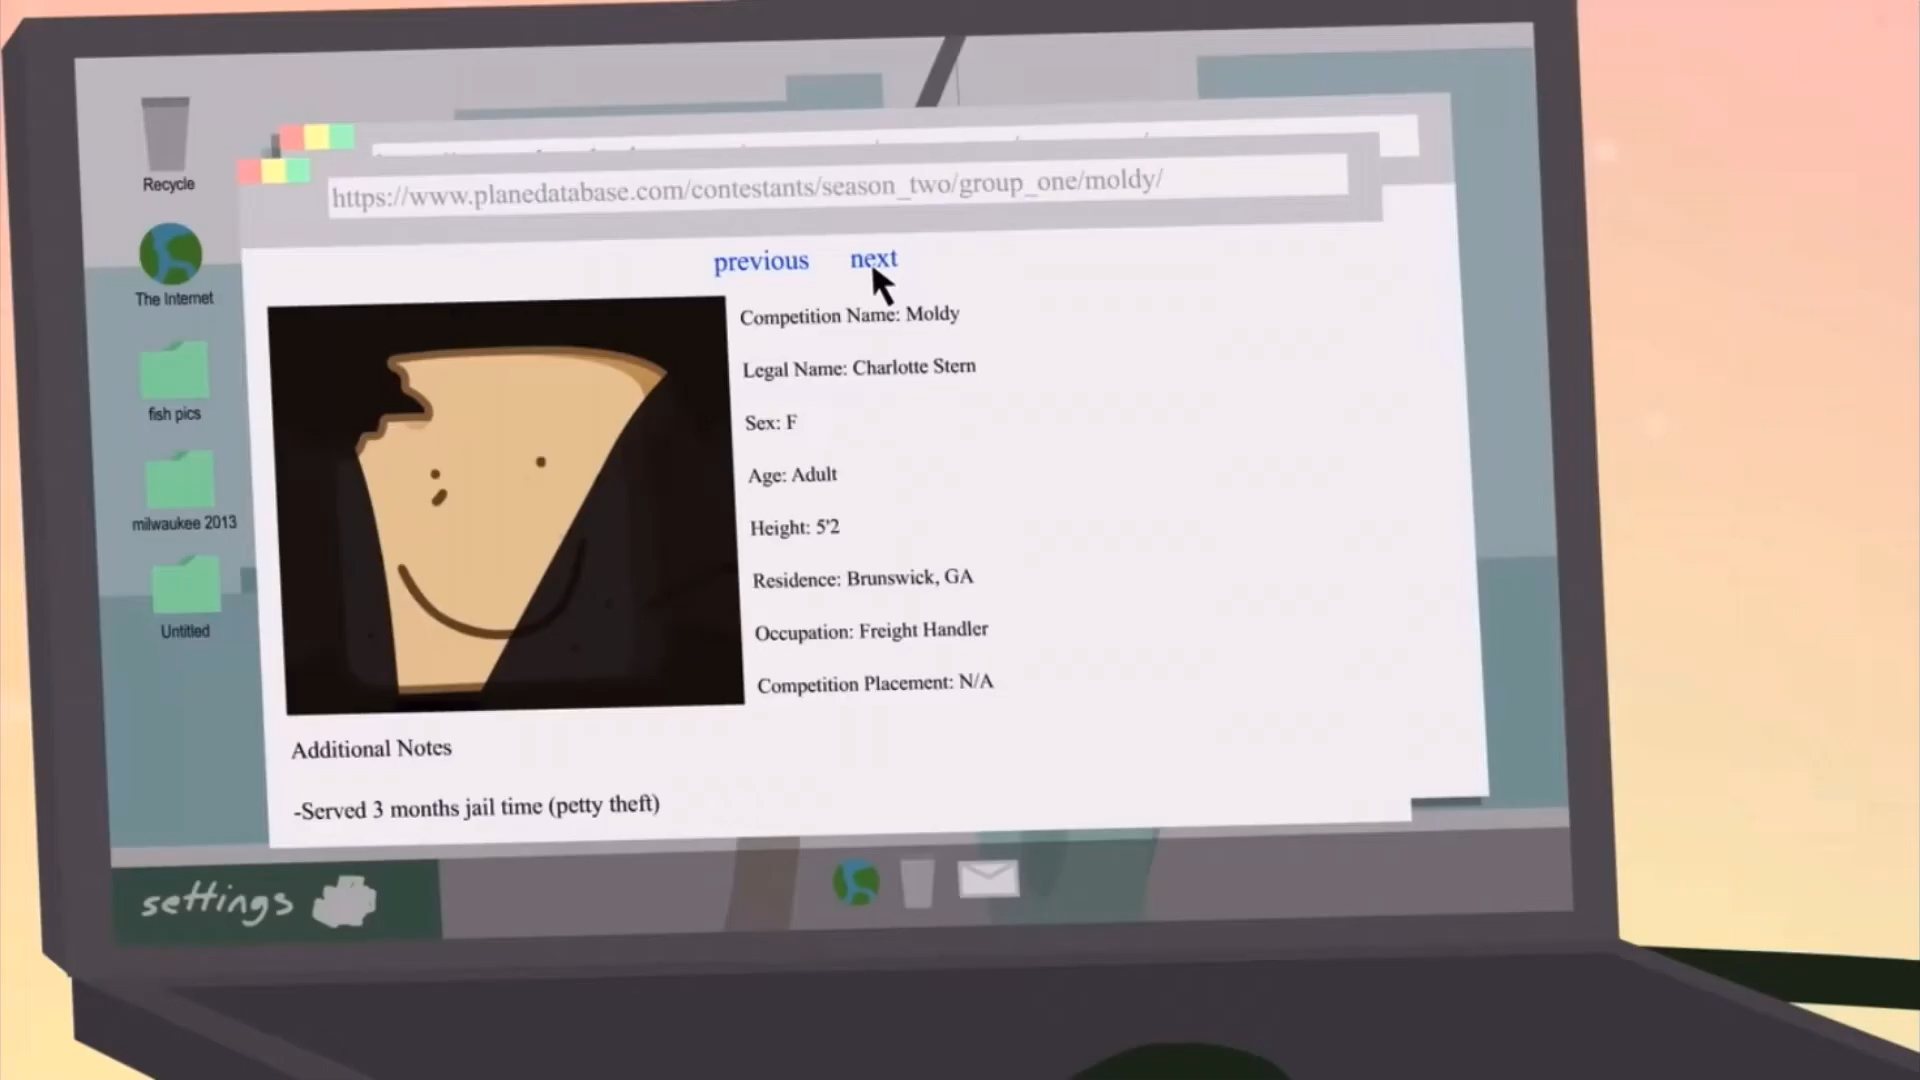 Recycle
https://www.planedatabase.com/contestants/season_two/group_one/moldy/
previous next
The Internet
Competition Name: Moldy
Legal Name: Charlotte Stern
fish pics
Sex: F
Age: Adult
milwaukee 2013
Height: 5'2
Residence: Brunswick, GA
Untitled
Occupation: Freight Handler
Competition Placement: N/A
Additional Notes
-Served 3 months jail time (petty theft)
settings